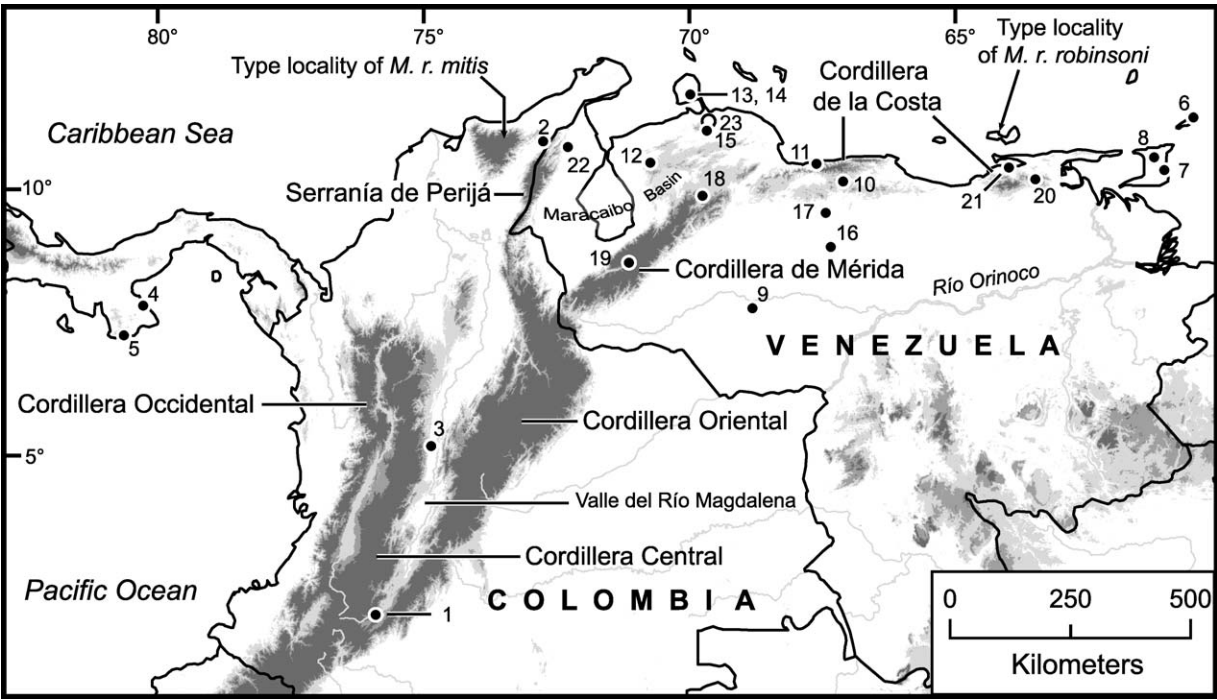 80°
75°
70°
65°
Type locality of M. r. mitis
Type locality
of M. r. robinsoni
Cordillera
de la Costa
Caribbean Sea
13, 14
6
2
23
15
8
22
12
11
7
10°
Serranía de Perijá
Maracaibo
Basin
18
10
21
20
17
16
19
Cordillera de Mérida
Río Orinoco
4
9
5
VENEZUELA
Cordillera Occidental
3
Cordillera Oriental
5°
Valle del Río Magdalena
Cordillera Central
Pacific Ocean
1
COLOMBIA
0
250
500
Kilometers